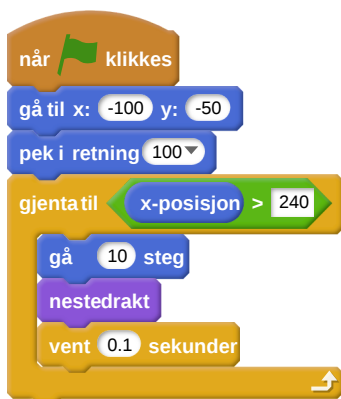 når klikkes
gå til x: -100 y: -50
pek i retning 100
gjenta til x-posisjon > 240
gå 10 steg
nestedrakt
vent 0.1 sekunder